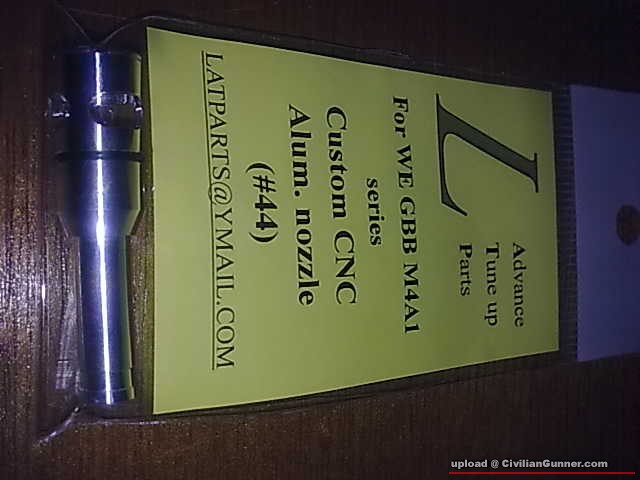 L
Advance
Tune up
Parts
For WE GBB M4A1
series
Custom CNC
Alum. nozzle
(#44)
LATPARTS@YMAIL.COM
upload @ CivilianGunner.com